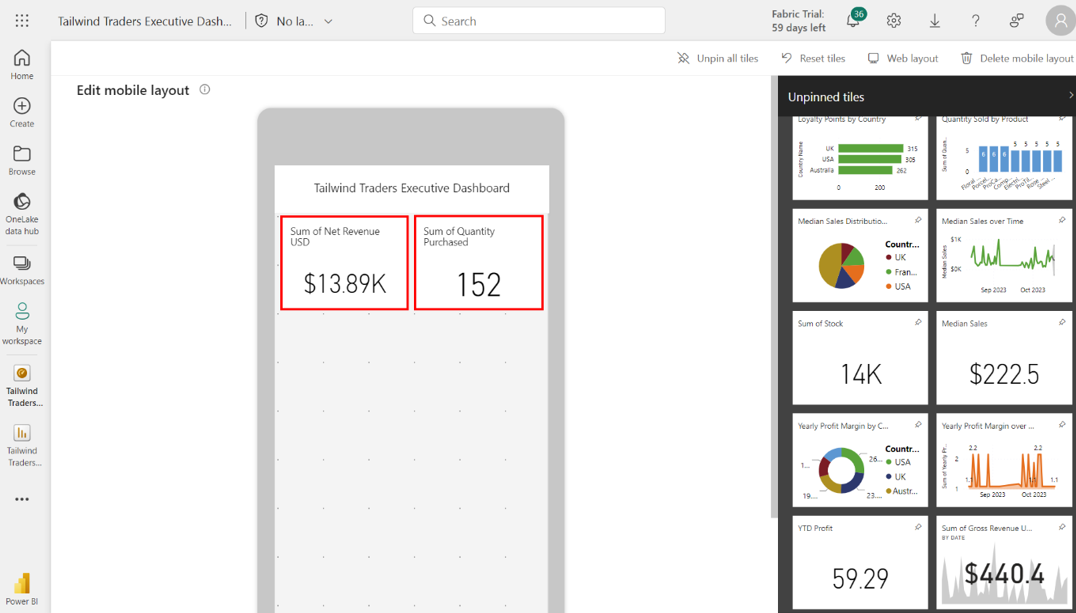 Tailwind Traders Executive Dash...
No la...
Search
Fabric Trial:
59 days left
36
Unpin all tiles
Reset tiles
Web layout
Delete mobile layout
Home
Create
Browse
OneLake
data hub
Workspaces
My
workspace
Tailwind
Traders...
Tailwind
Traders...
Power BI
Edit mobile layout
Tailwind Traders Executive Dashboard
Sum of Net Revenue
USD
$13.89K
Sum of Quantity
Purchased
152
Unpinned tiles
Loyalty Points by Country
Country Name
UK 315
USA 305
Australia 262
0 200
Quantity Sold by Product
Sum of Quan...
5
0
6 6 6 5 5 5 5 5
Median Sales Distributio...
Countr...
UK
Fran...
USA
Median Sales over Time
Median Sales
$1K
$0K
Sep 2023 Oct 2023
Sum of Stock
14K
Median Sales
$222.5
Yearly Profit Margin by C...
Countr...
USA
UK
Austr...
1...
26...
19....
23....
Yearly Profit Margin over ...
Sum of Yearly Pr...
2
1
2.2 2.2
1.1 1.1
Sep 2023 Oct 2023
YTD Profit
59.29
Sum of Gross Revenue U...
BY DATE
$440.4